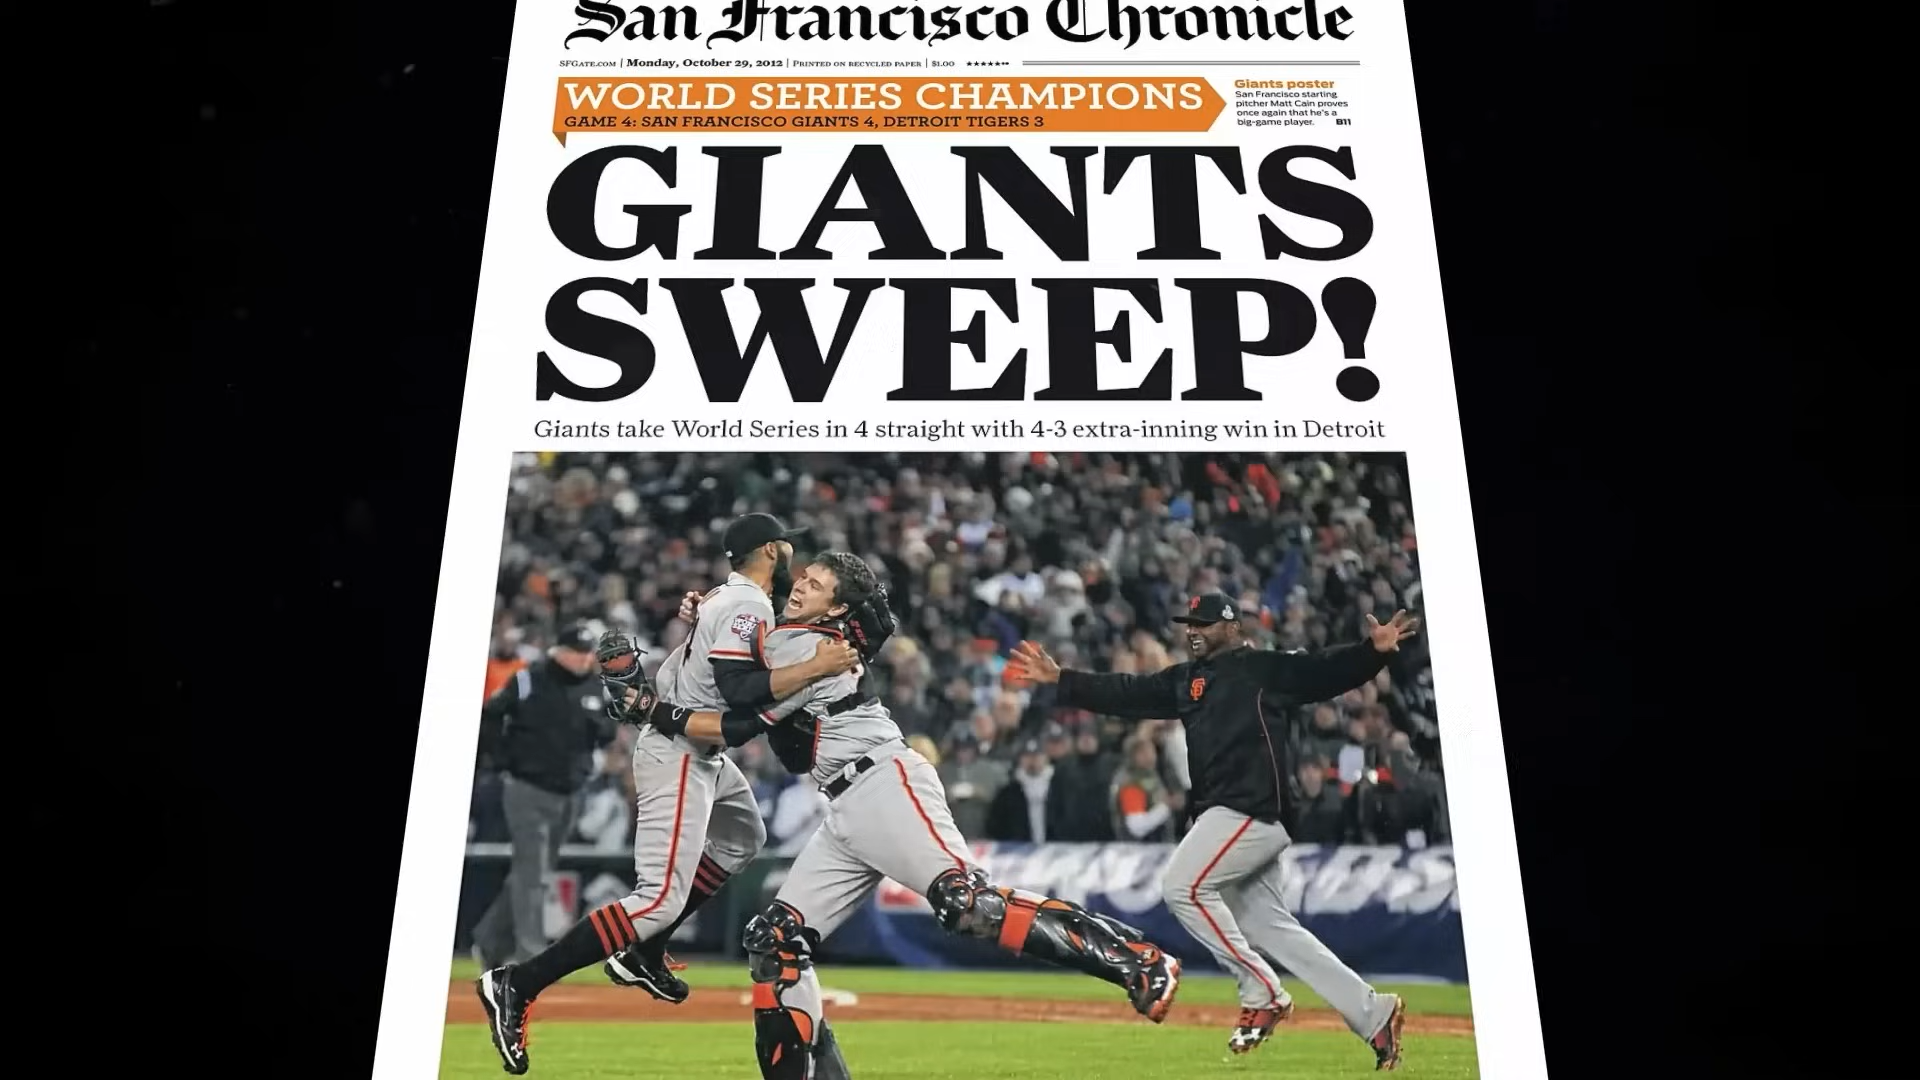 San Francisco Chronicle
SFGATE.COM | Monday, October 29, 2012 | PRINTED ON RECYCLED PAPER | $1.00 ★★★★★••
WORLD SERIES CHAMPIONS
GAME 4: SAN FRANCISCO GIANTS 4, DETROIT TIGERS 3
Giants poster
San Francisco starting
pitcher Matt Cain proves
once again that he's a
big-game player. B11
GIANTS
SWEEP!
Giants take World Series in 4 straight with 4-3 extra-inning win in Detroit